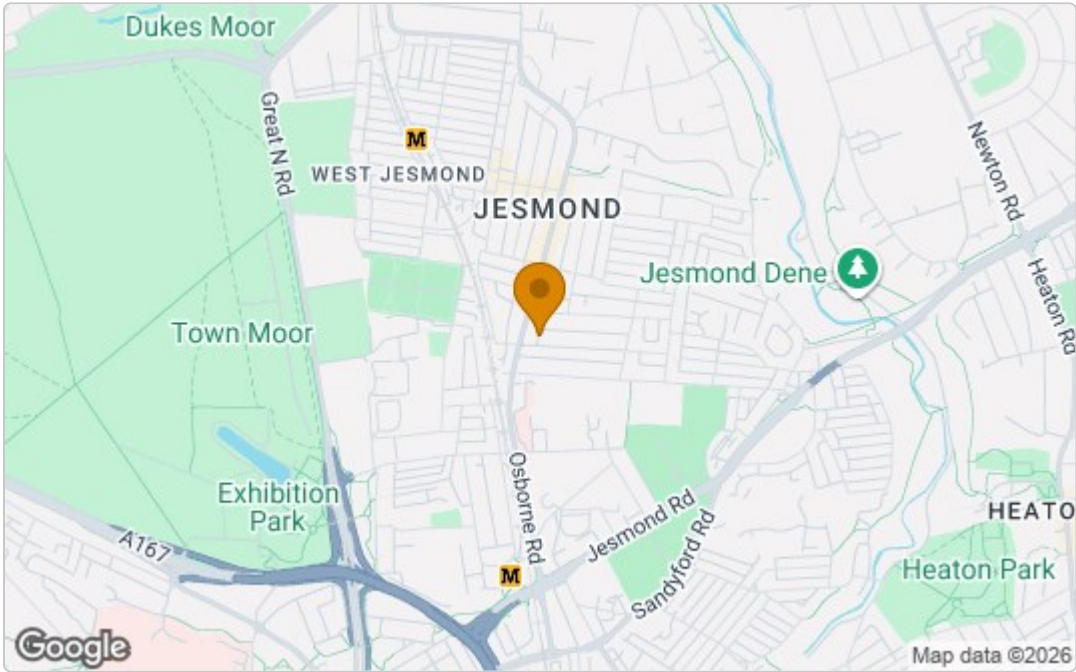 Dukes Moor
Great N Rd
M
WEST JESMOND
JESMOND
Newton Rd
Jesmond Dene
Heaton Rd
Town Moor
Exhibition
Park
Osborne Rd
Jesmond Rd
HEATO
A167
M
Sandyford Rd
Heaton Park
Google
Map data ©2026